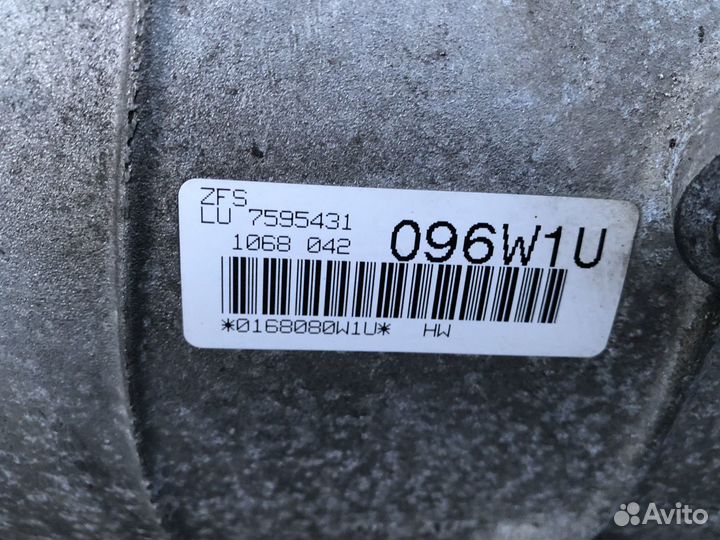 ZFS
LU 7595431
1068 042
096W1U
*0168080W1U* HW
Avito